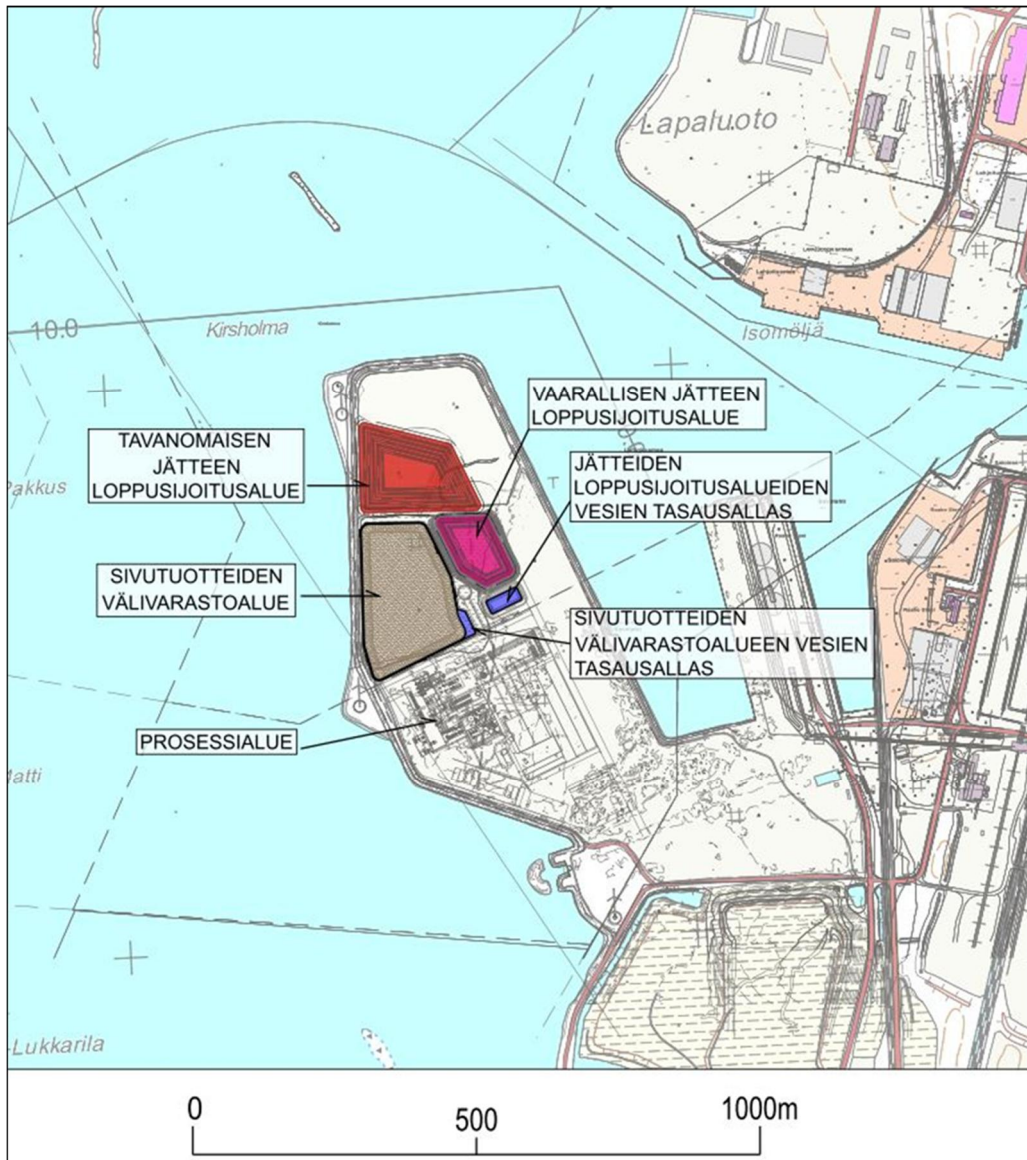 Lapaluoto
10.0
Kirsholma
Isomöljä
VAARALLISEN JÄTTEEN
LOPPUSIJOITUSALUE
TAVANOMAISEN
JÄTTEEN
LOPPUSIJOITUSALUE
JÄTTEIDEN
LOPPUSIJOITUSALUEIDEN
VESIEN TASAUSALLAS
Pakkus
SIVUTUOTTEIDEN
VÄLIVARASTOALUE
SIVUTUOTTEIDEN
VÄLIVARASTOALUEEN VESIEN
TASAUSALLAS
PROSESSIALUE
Matti
-Lukkarila
0
500
1000m